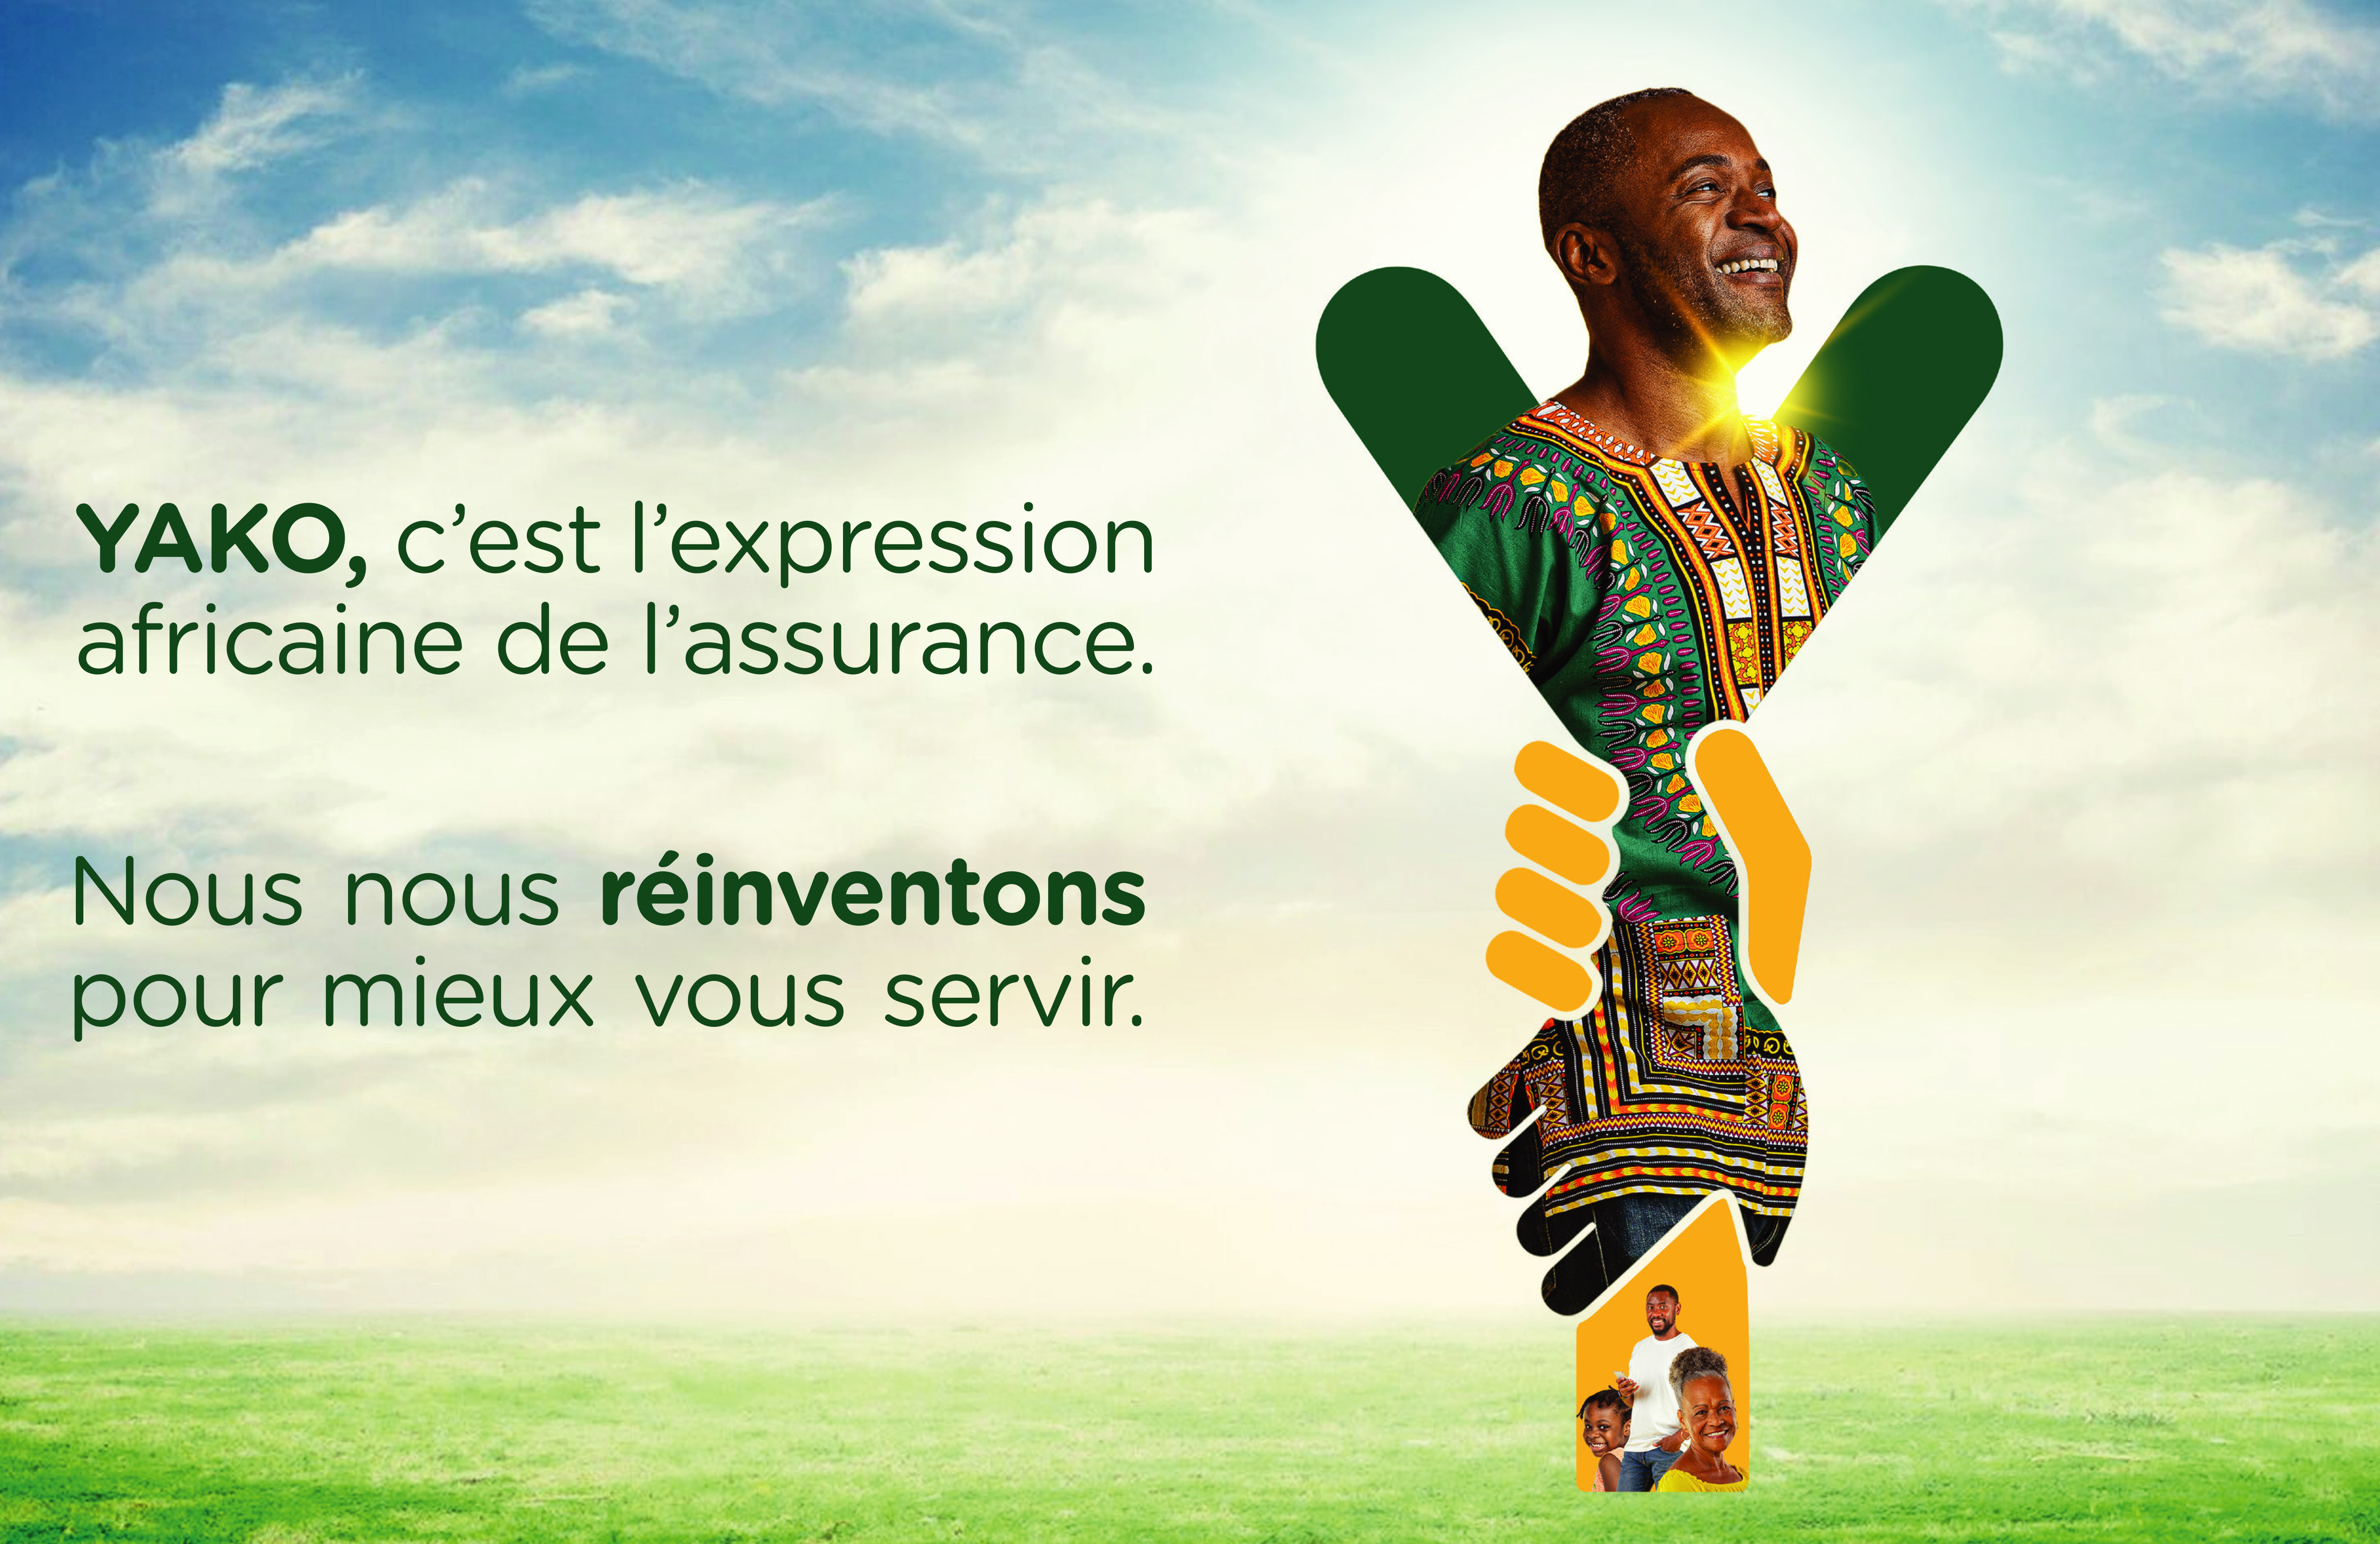 YAKO, c’est l’expression
africaine de l’assurance.
Nous nous réinventons
pour mieux vous servir.